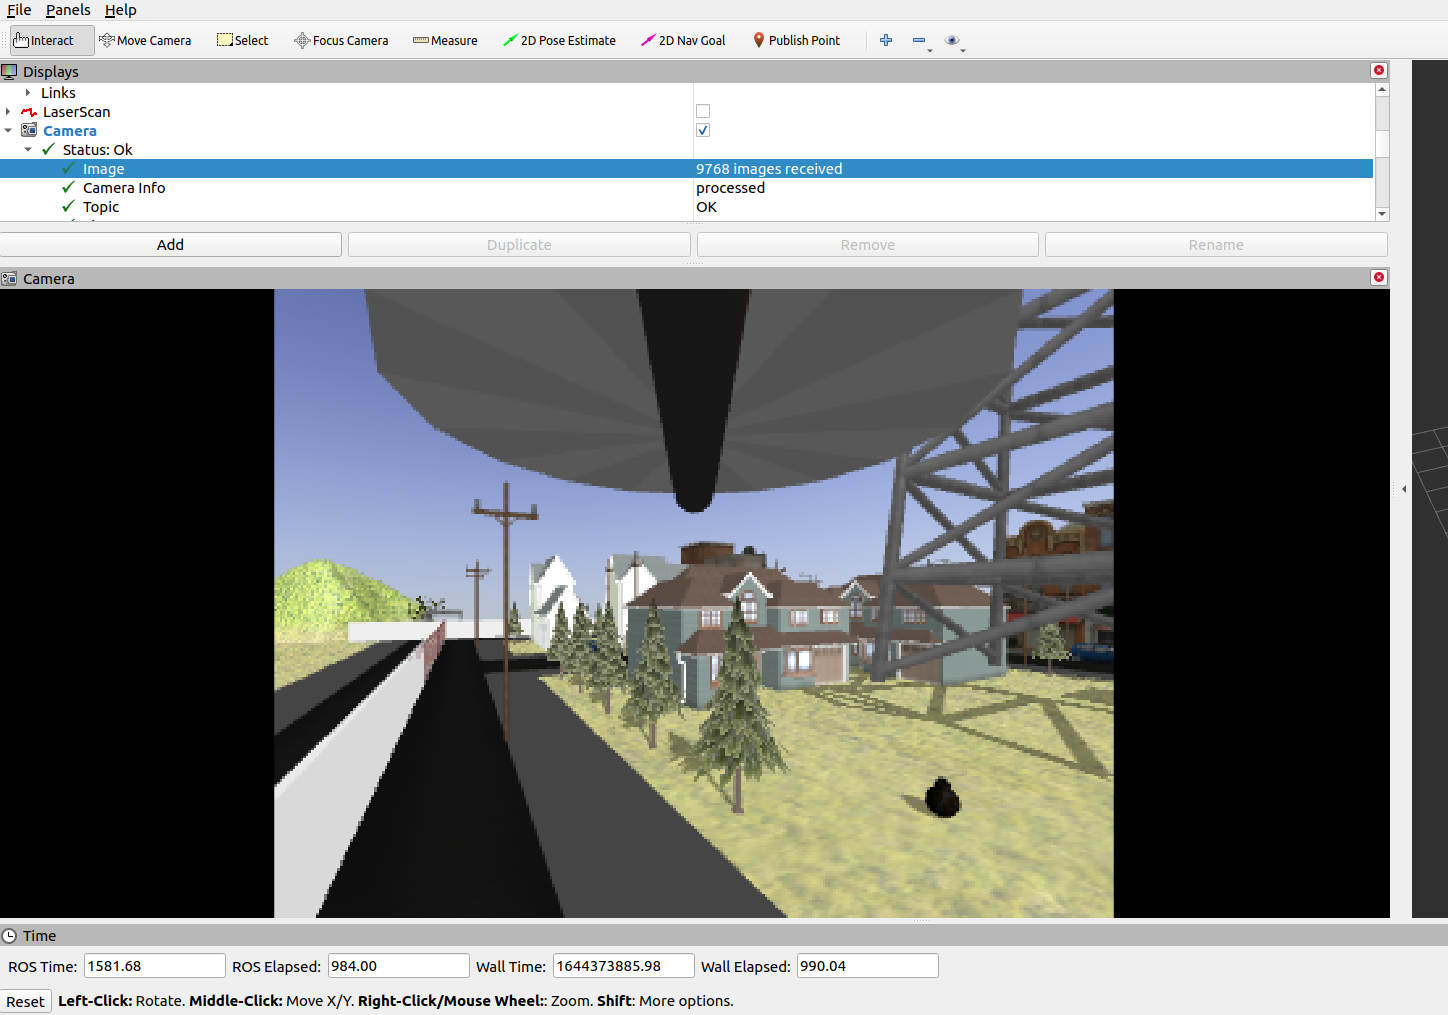 File Panels Help
Interact Move Camera Select Focus Camera Measure 2D Pose Estimate 2D Nav Goal Publish Point
Displays
Links
LaserScan
Camera
Status: Ok
Image 9768 images received
Camera Info processed
Topic OK
Add Duplicate Remove Rename
Camera
Time
ROS Time: 1581.68 ROS Elapsed: 984.00 Wall Time: 1644373885.98 Wall Elapsed: 990.04
Reset Left-Click: Rotate. Middle-Click: Move X/Y. Right-Click/Mouse Wheel:: Zoom. Shift: More options.